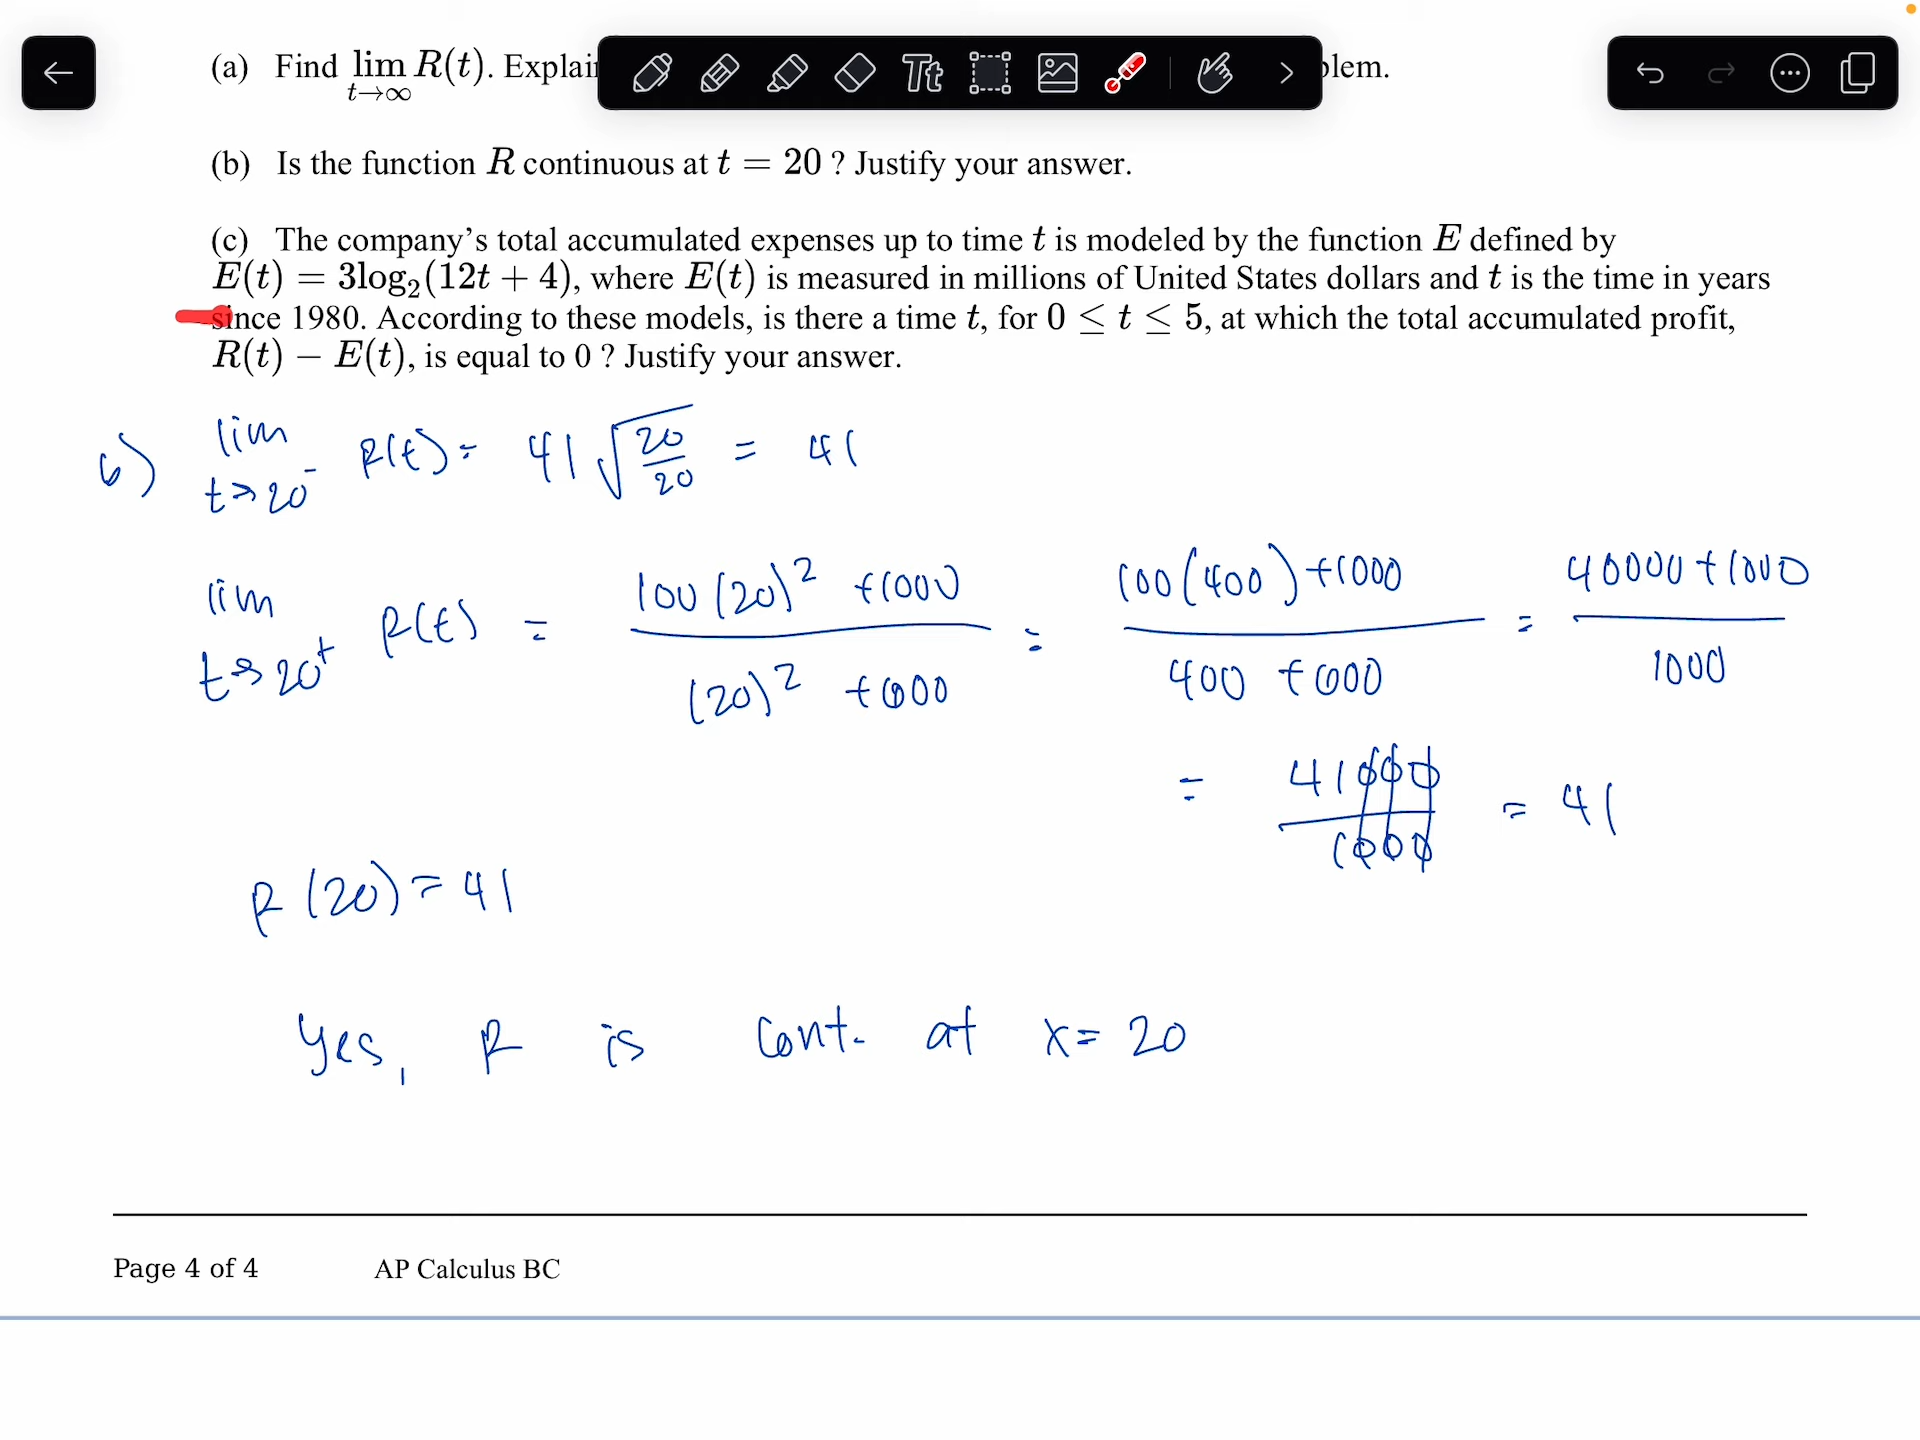 (a) Find lim R(t). Explain
t→∞
Tt
blem.
(b) Is the function R continuous at t = 20 ? Justify your answer.
(c) The company’s total accumulated expenses up to time t is modeled by the function E defined by
E(t) = 3log₂(12t + 4), where E(t) is measured in millions of United States dollars and t is the time in years
since 1980. According to these models, is there a time t, for 0 ≤ t ≤ 5, at which the total accumulated profit,
R(t) − E(t), is equal to 0 ? Justify your answer.
b) lim t→20⁻ R(t) = 41 √(20/20) = 41
lim t→20⁺ R(t) = (100(20)² + 1000)/((20)² + 600) = (100(400) + 1000)/(400 + 600) = (40000 + 1000)/1000
= 41000/1000 = 41
R(20) = 41
Yes, R is cont. at x = 20
Page 4 of 4 AP Calculus BC